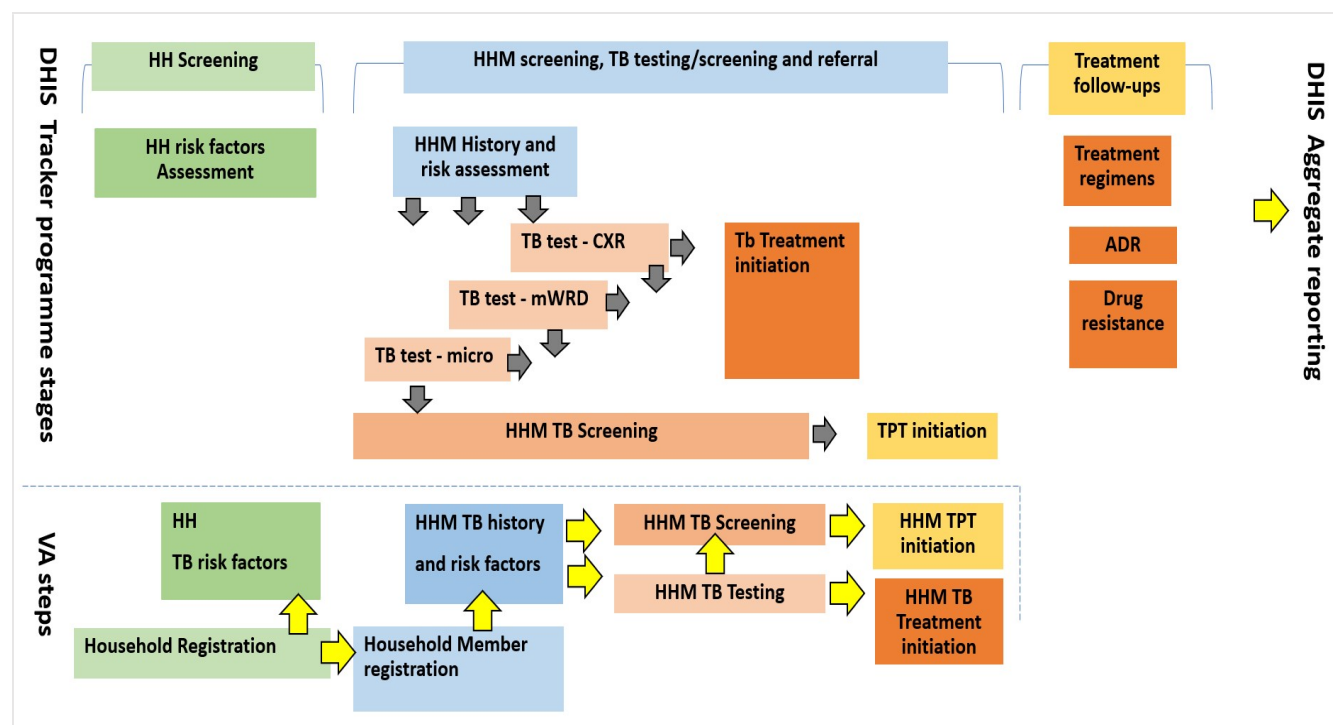 DHIS Tracker programme stages
HH Screening
HHM screening, TB testing/screening and referral
Treatment
follow-ups
DHIS Aggregate reporting
HH risk factors
Assessment
HHM History and
risk assessment
Treatment
regimens
TB test - CXR
Tb Treatment
initiation
ADR
TB test - mWRD
Drug
resistance
TB test - micro
HHM TB Screening
TPT initiation
VA steps
HH
TB risk factors
HHM TB history
and risk factors
HHM TB Screening
HHM TPT
initiation
HHM TB Testing
HHM TB
Treatment
initiation
Household Registration
Household Member
registration